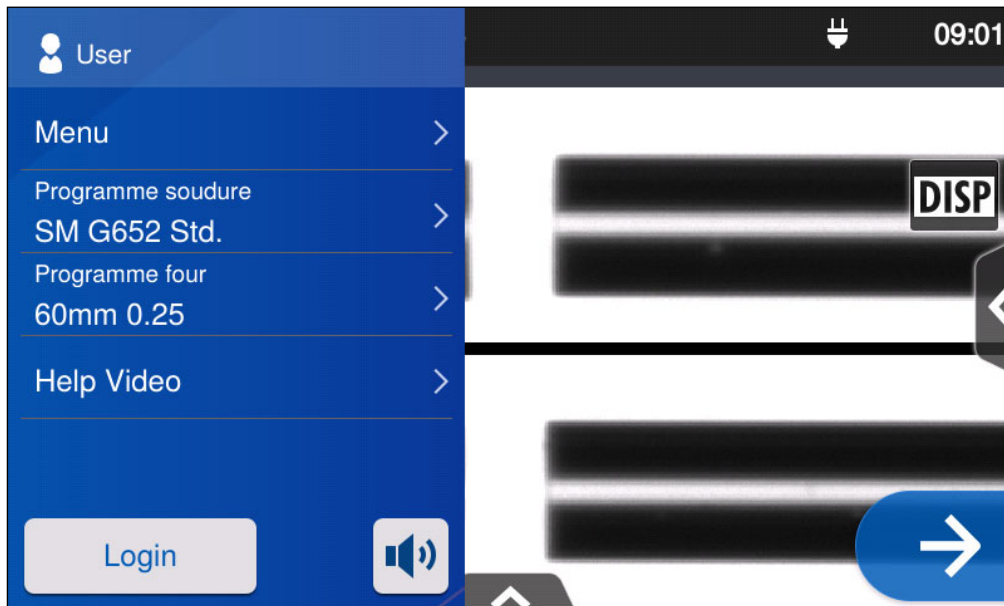 User
09:01
Menu
Programme soudure
SM G652 Std.
DISP
Programme four
60mm 0.25
Help Video
Login